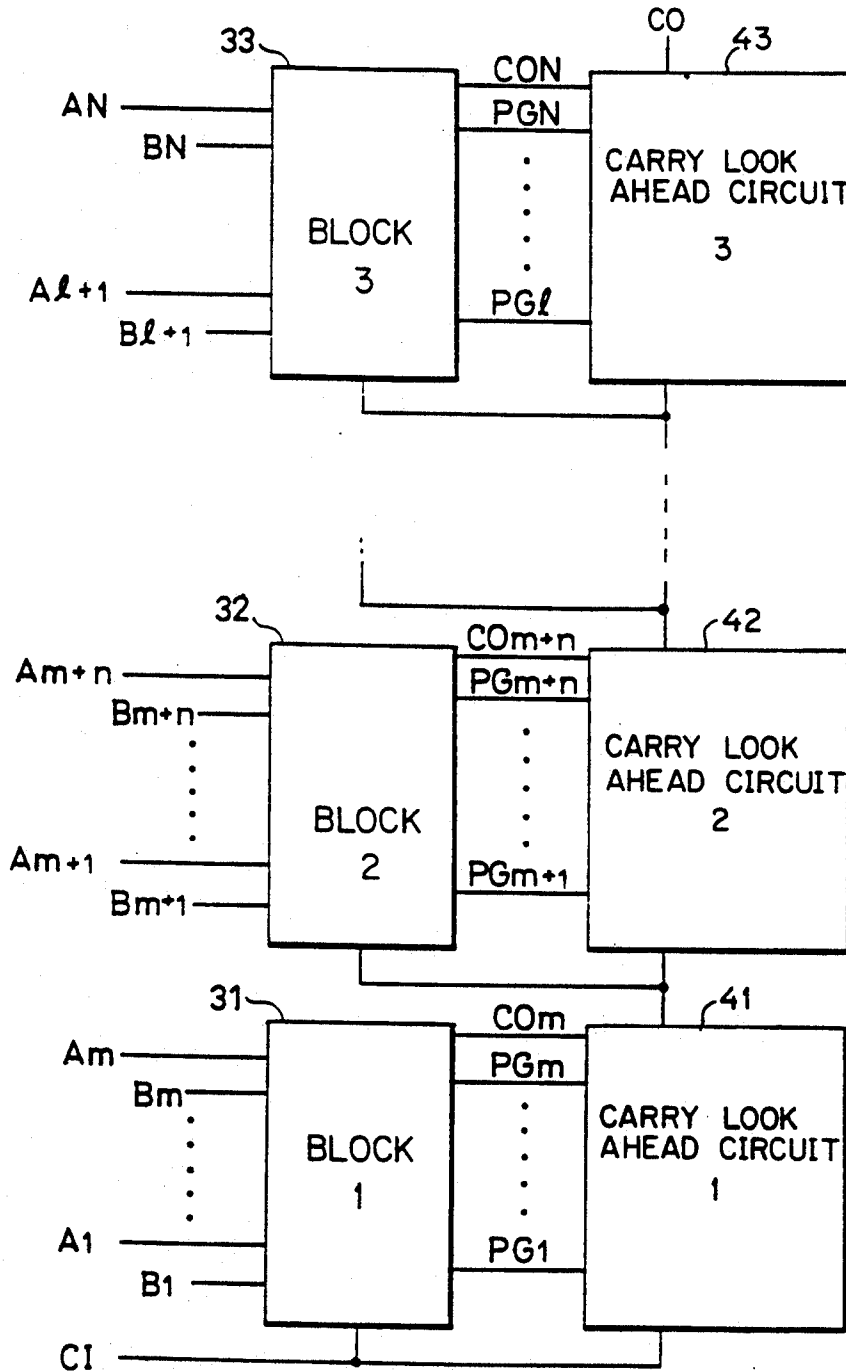 CO
33
43
CON
AN
PGN
BN
CARRY LOOK
AHEAD CIRCUIT
BLOCK
3
3
Aℓ+1
PGℓ
Bℓ+1
32
42
COm+n
Am+n
PGm+n
Bm+n
CARRY LOOK
AHEAD CIRCUIT
BLOCK
2
2
Am+1
PGm+1
Bm+1
31
41
COm
Am
PGm
Bm
CARRY LOOK
AHEAD CIRCUIT
BLOCK
1
1
A1
PG1
B1
CI